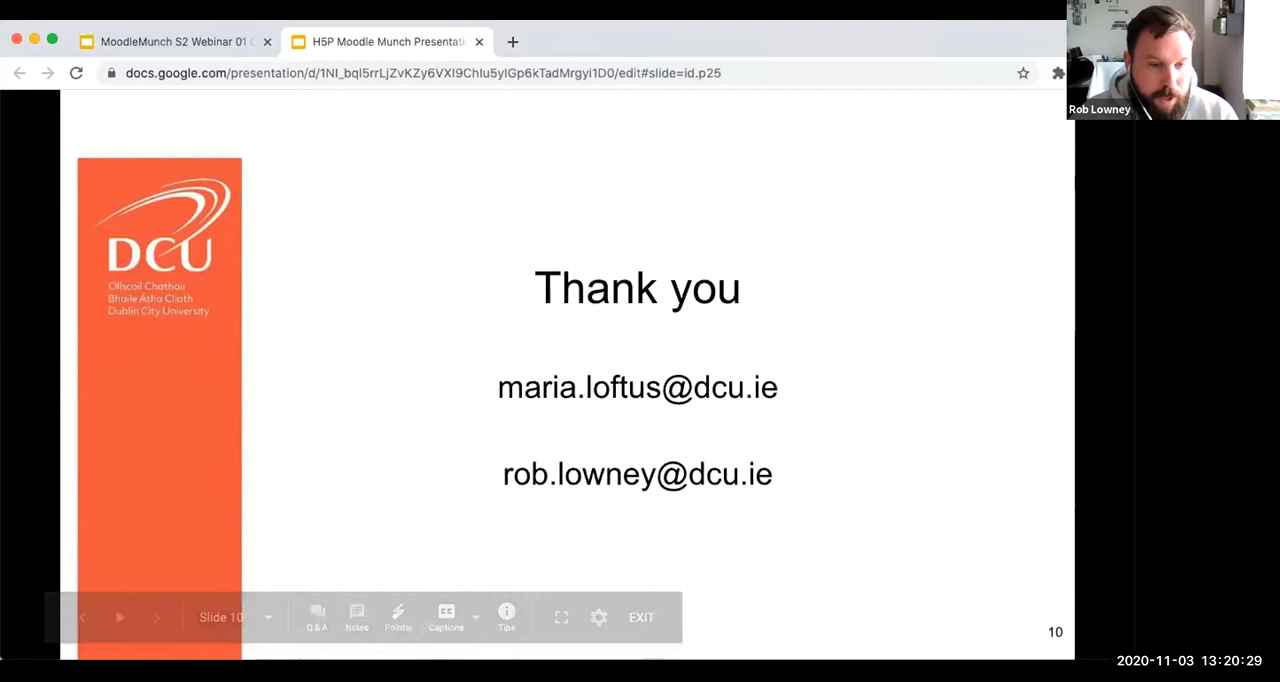 MoodleMunch S2 Webinar 01
H5P Moodle Munch Presentati
docs.google.com/presentation/d/1NI_bqI5rrLjZvKZy6VXI9ChIu5yIGp6kTadMrgyi1D0/edit#slide=id.p25
Rob Lowney
DCU
Ollscoil Chathair
Bhaile Átha Cliath
Dublin City University
Thank you
maria.loftus@dcu.ie
rob.lowney@dcu.ie
Slide 10
Q & A
Notes
Pointer
CC
Captions
Tips
EXIT
10
2020-11-03 13:20:29